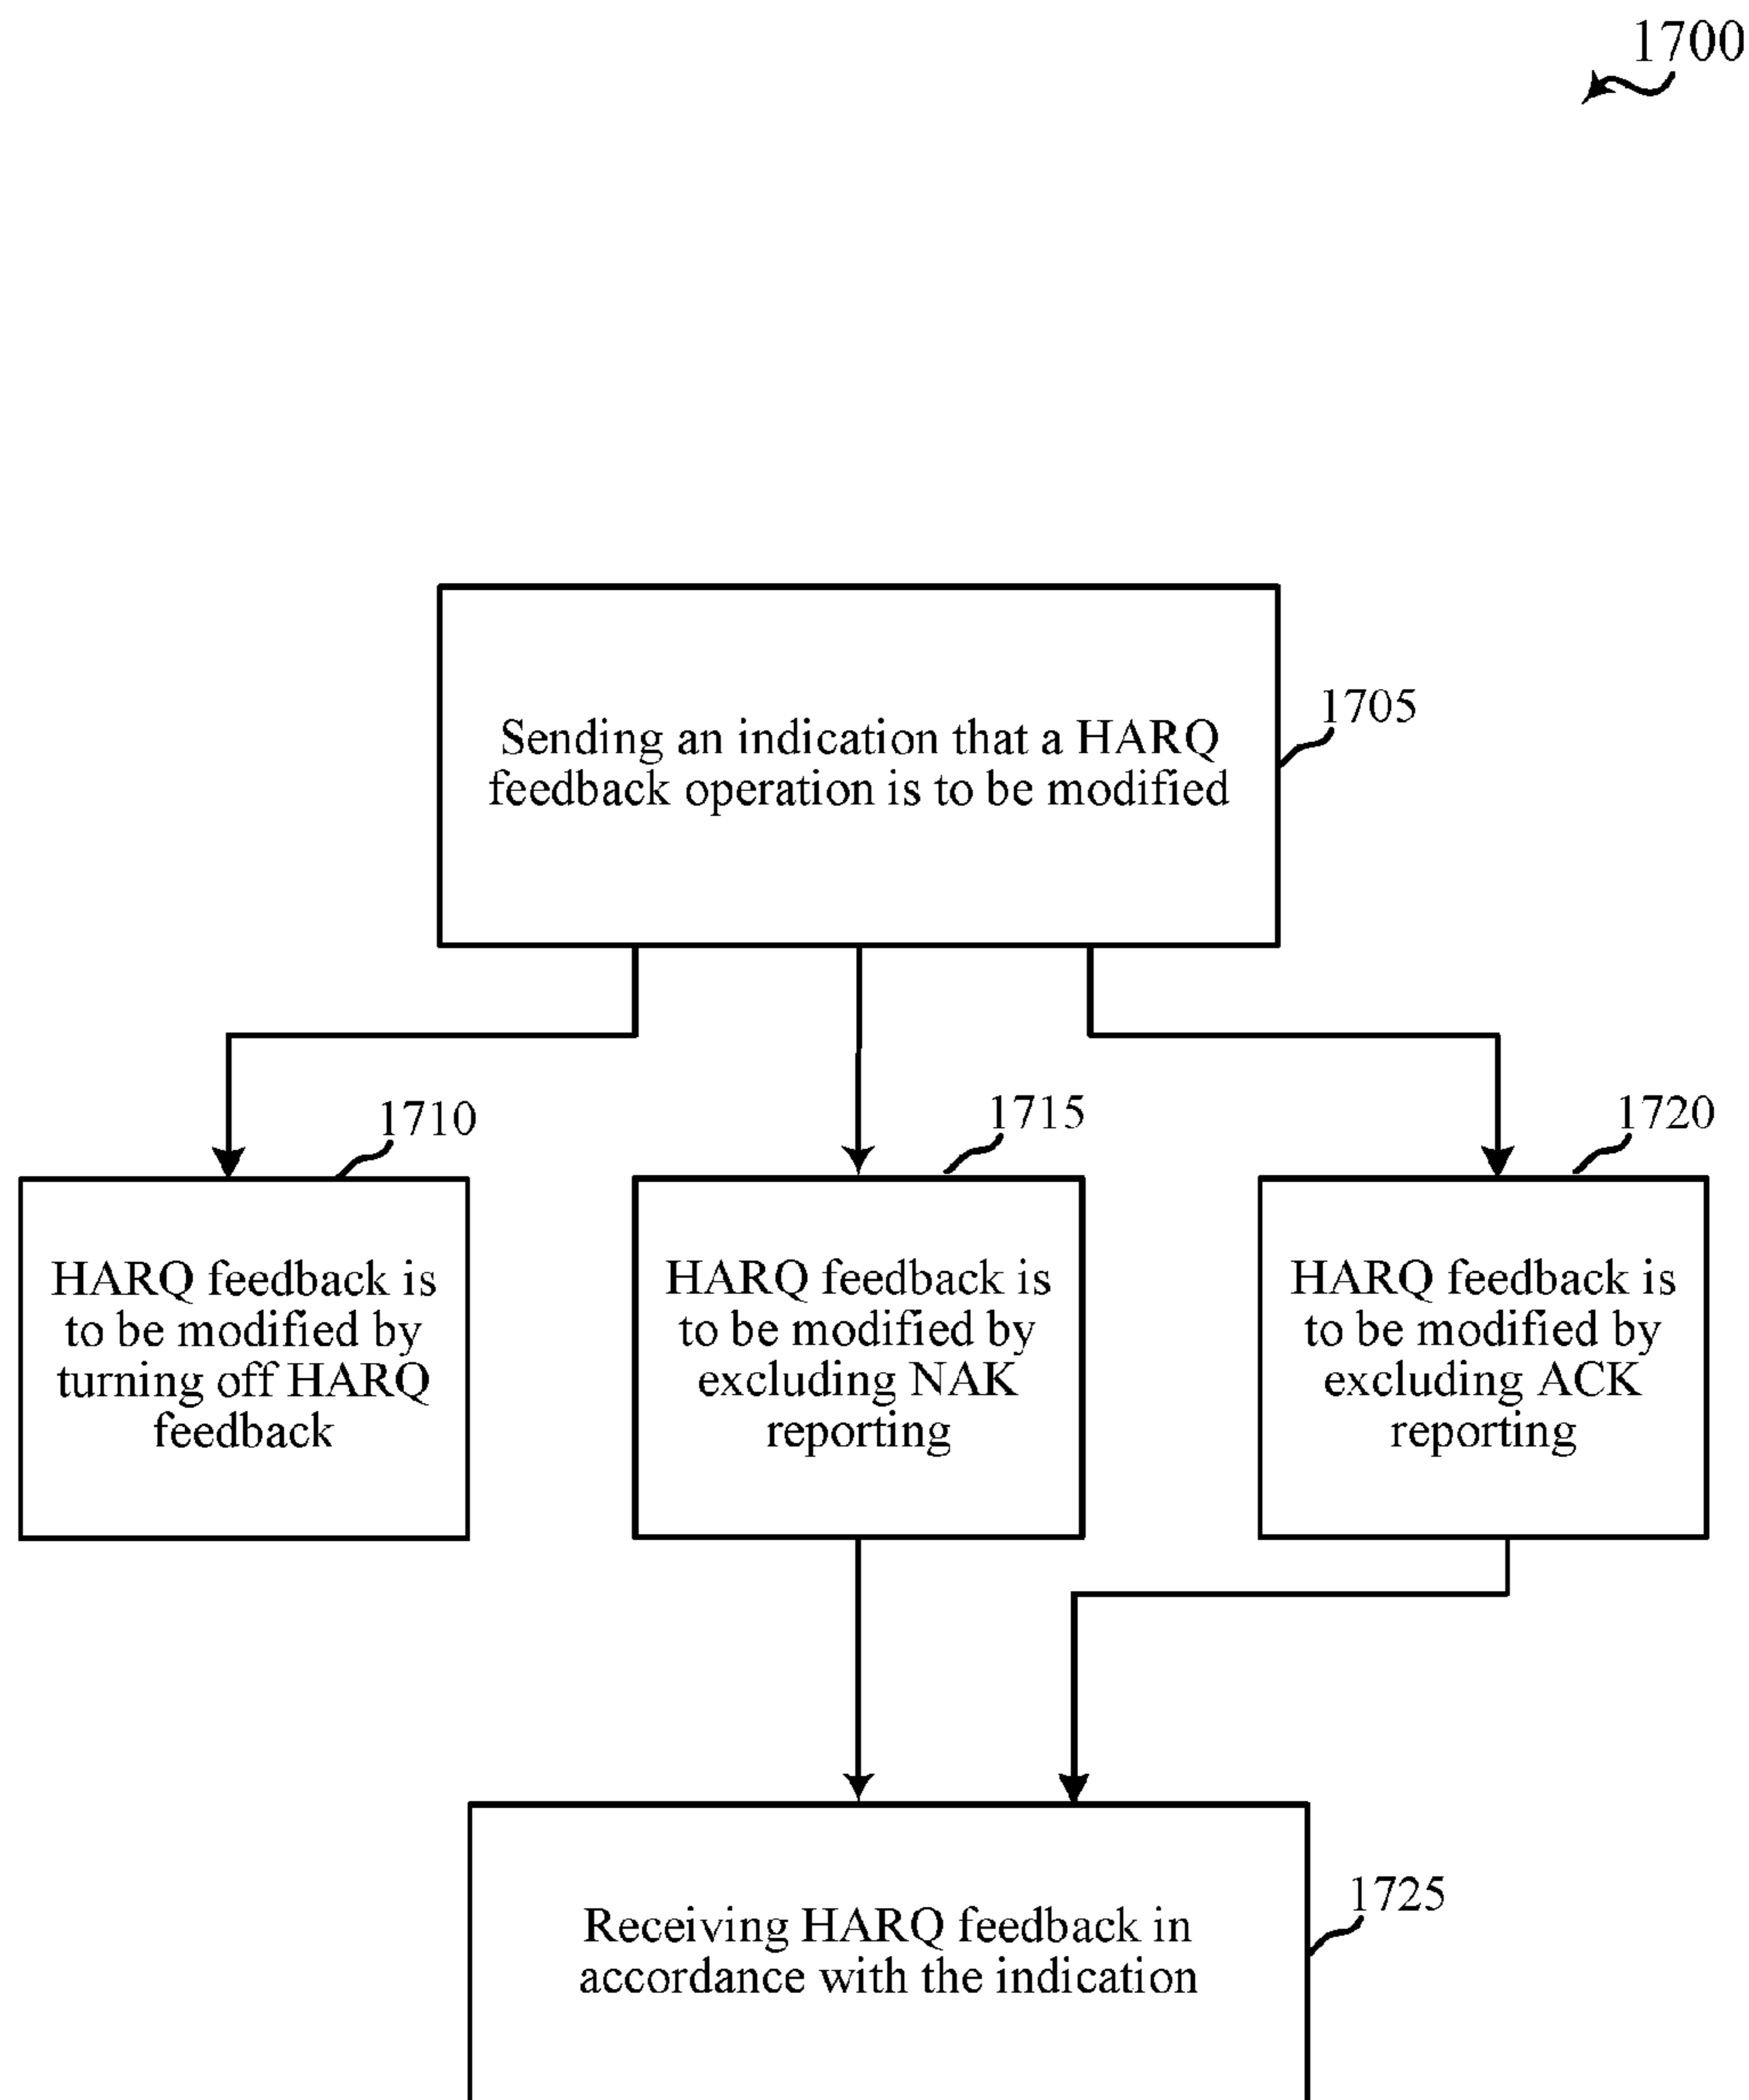 1700
Sending an indication that a HARQ
feedback operation is to be modified
1705
1710
HARQ feedback is
to be modified by
turning off HARQ
feedback
1715
HARQ feedback is
to be modified by
excluding NAK
reporting
1720
HARQ feedback is
to be modified by
excluding ACK
reporting
Receiving HARQ feedback in
accordance with the indication
1725